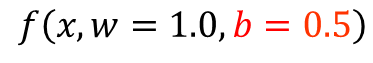 f(x, w = 1.0, b = 0.5)